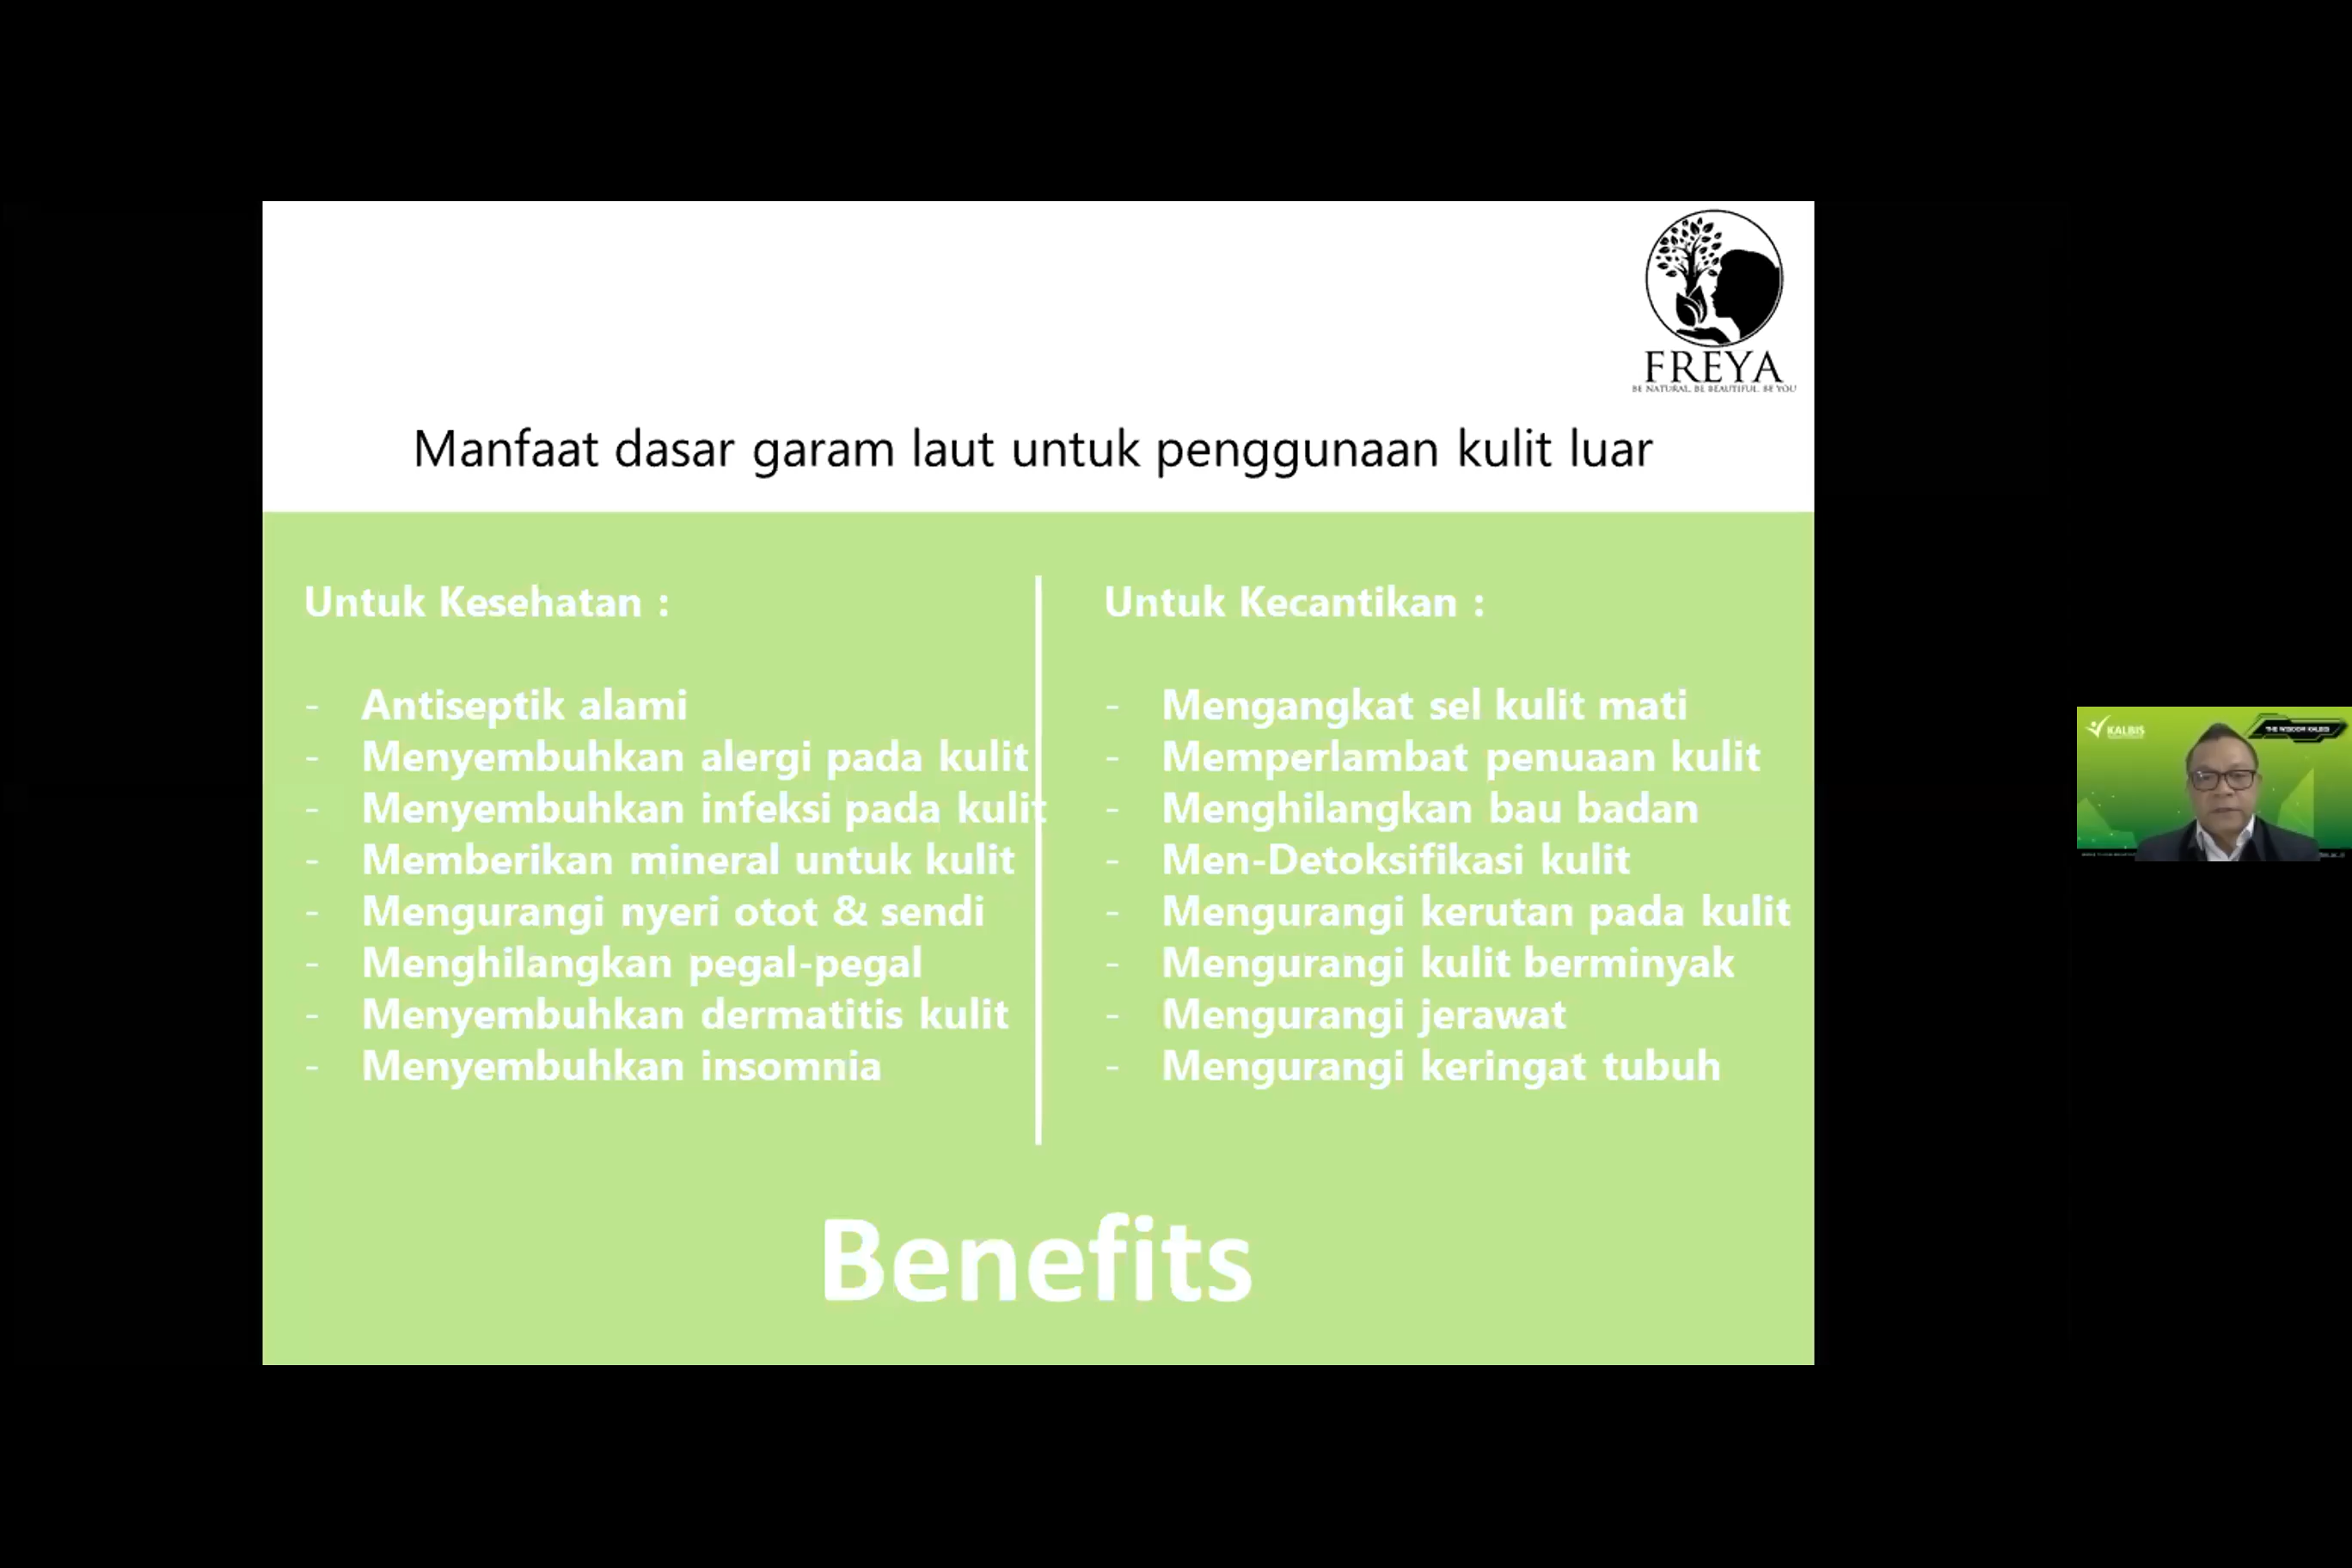 FREYA
BE NATURAL. BE BEAUTIFUL. BE YOU
Manfaat dasar garam laut untuk penggunaan kulit luar
Untuk Kesehatan :
- Antiseptik alami
- Menyembuhkan alergi pada kulit
- Menyembuhkan infeksi pada kulit
- Memberikan mineral untuk kulit
- Mengurangi nyeri otot & sendi
- Menghilangkan pegal-pegal
- Menyembuhkan dermatitis kulit
- Menyembuhkan insomnia
Untuk Kecantikan :
- Mengangkat sel kulit mati
- Memperlambat penuaan kulit
- Menghilangkan bau badan
- Men-Detoksifikasi kulit
- Mengurangi kerutan pada kulit
- Mengurangi kulit berminyak
- Mengurangi jerawat
- Mengurangi keringat tubuh
Benefits
KALBIS
THE WISDOM KALBIS